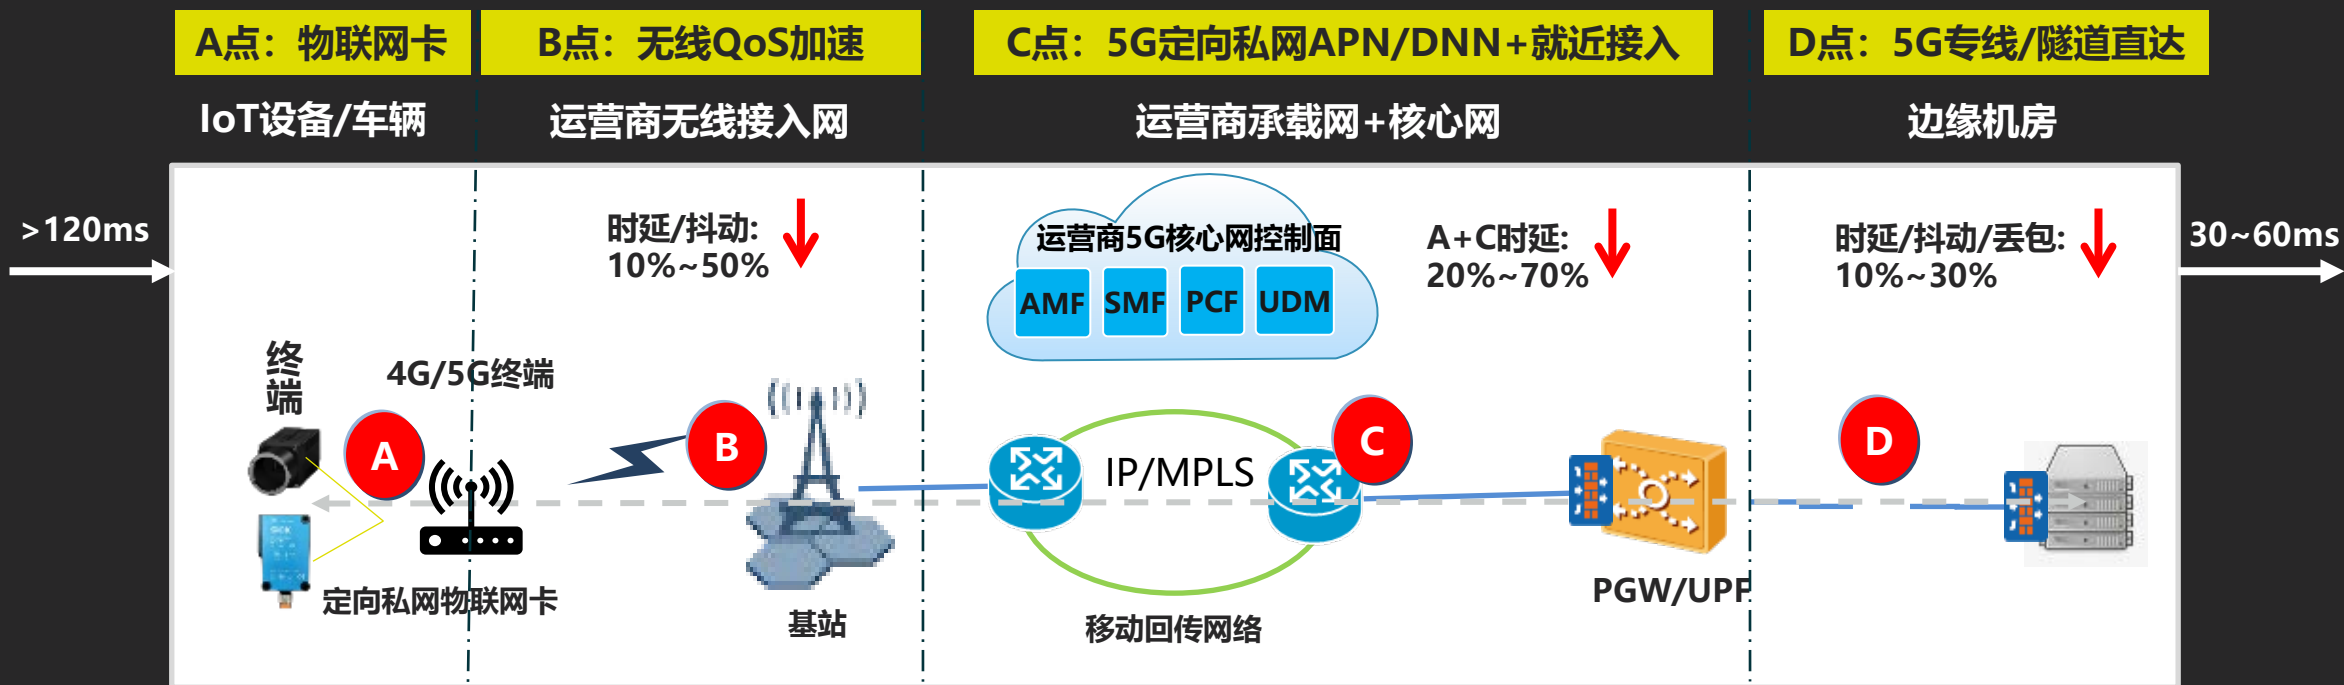 A点：物联网卡
B点：无线QoS加速
C点：5G定向私网APN/DNN+就近接入
D点：5G专线/隧道直达
IoT设备/车辆
运营商无线接入网
运营商承载网+核心网
边缘机房
>120ms
时延/抖动:
10%~50%
运营商5G核心网控制面
AMF
SMF
PCF
UDM
A+C时延:
20%~70%
时延/抖动/丢包:
10%~30%
30~60ms
终端
4G/5G终端
A
B
C
D
IP/MPLS
定向私网物联网卡
基站
移动回传网络
PGW/UPF
SICK